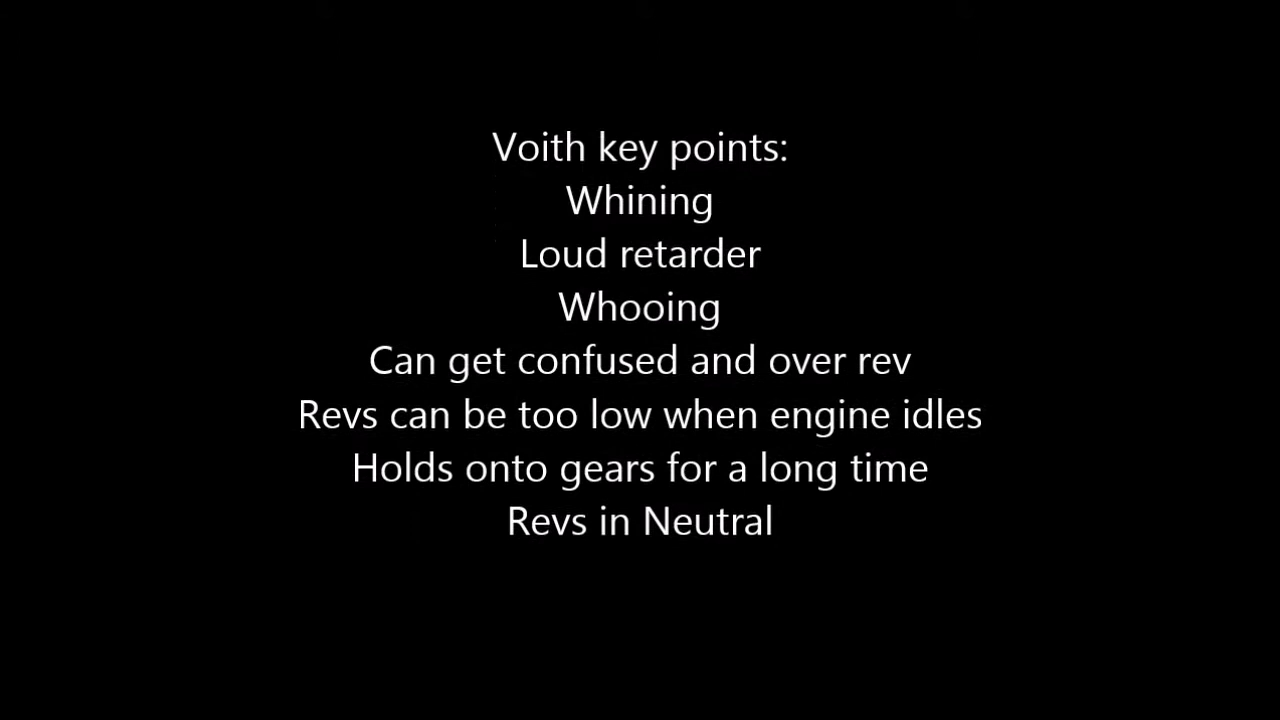 Voith key points:
Whining
Loud retarder
Whooing
Can get confused and over rev
Revs can be too low when engine idles
Holds onto gears for a long time
Revs in Neutral